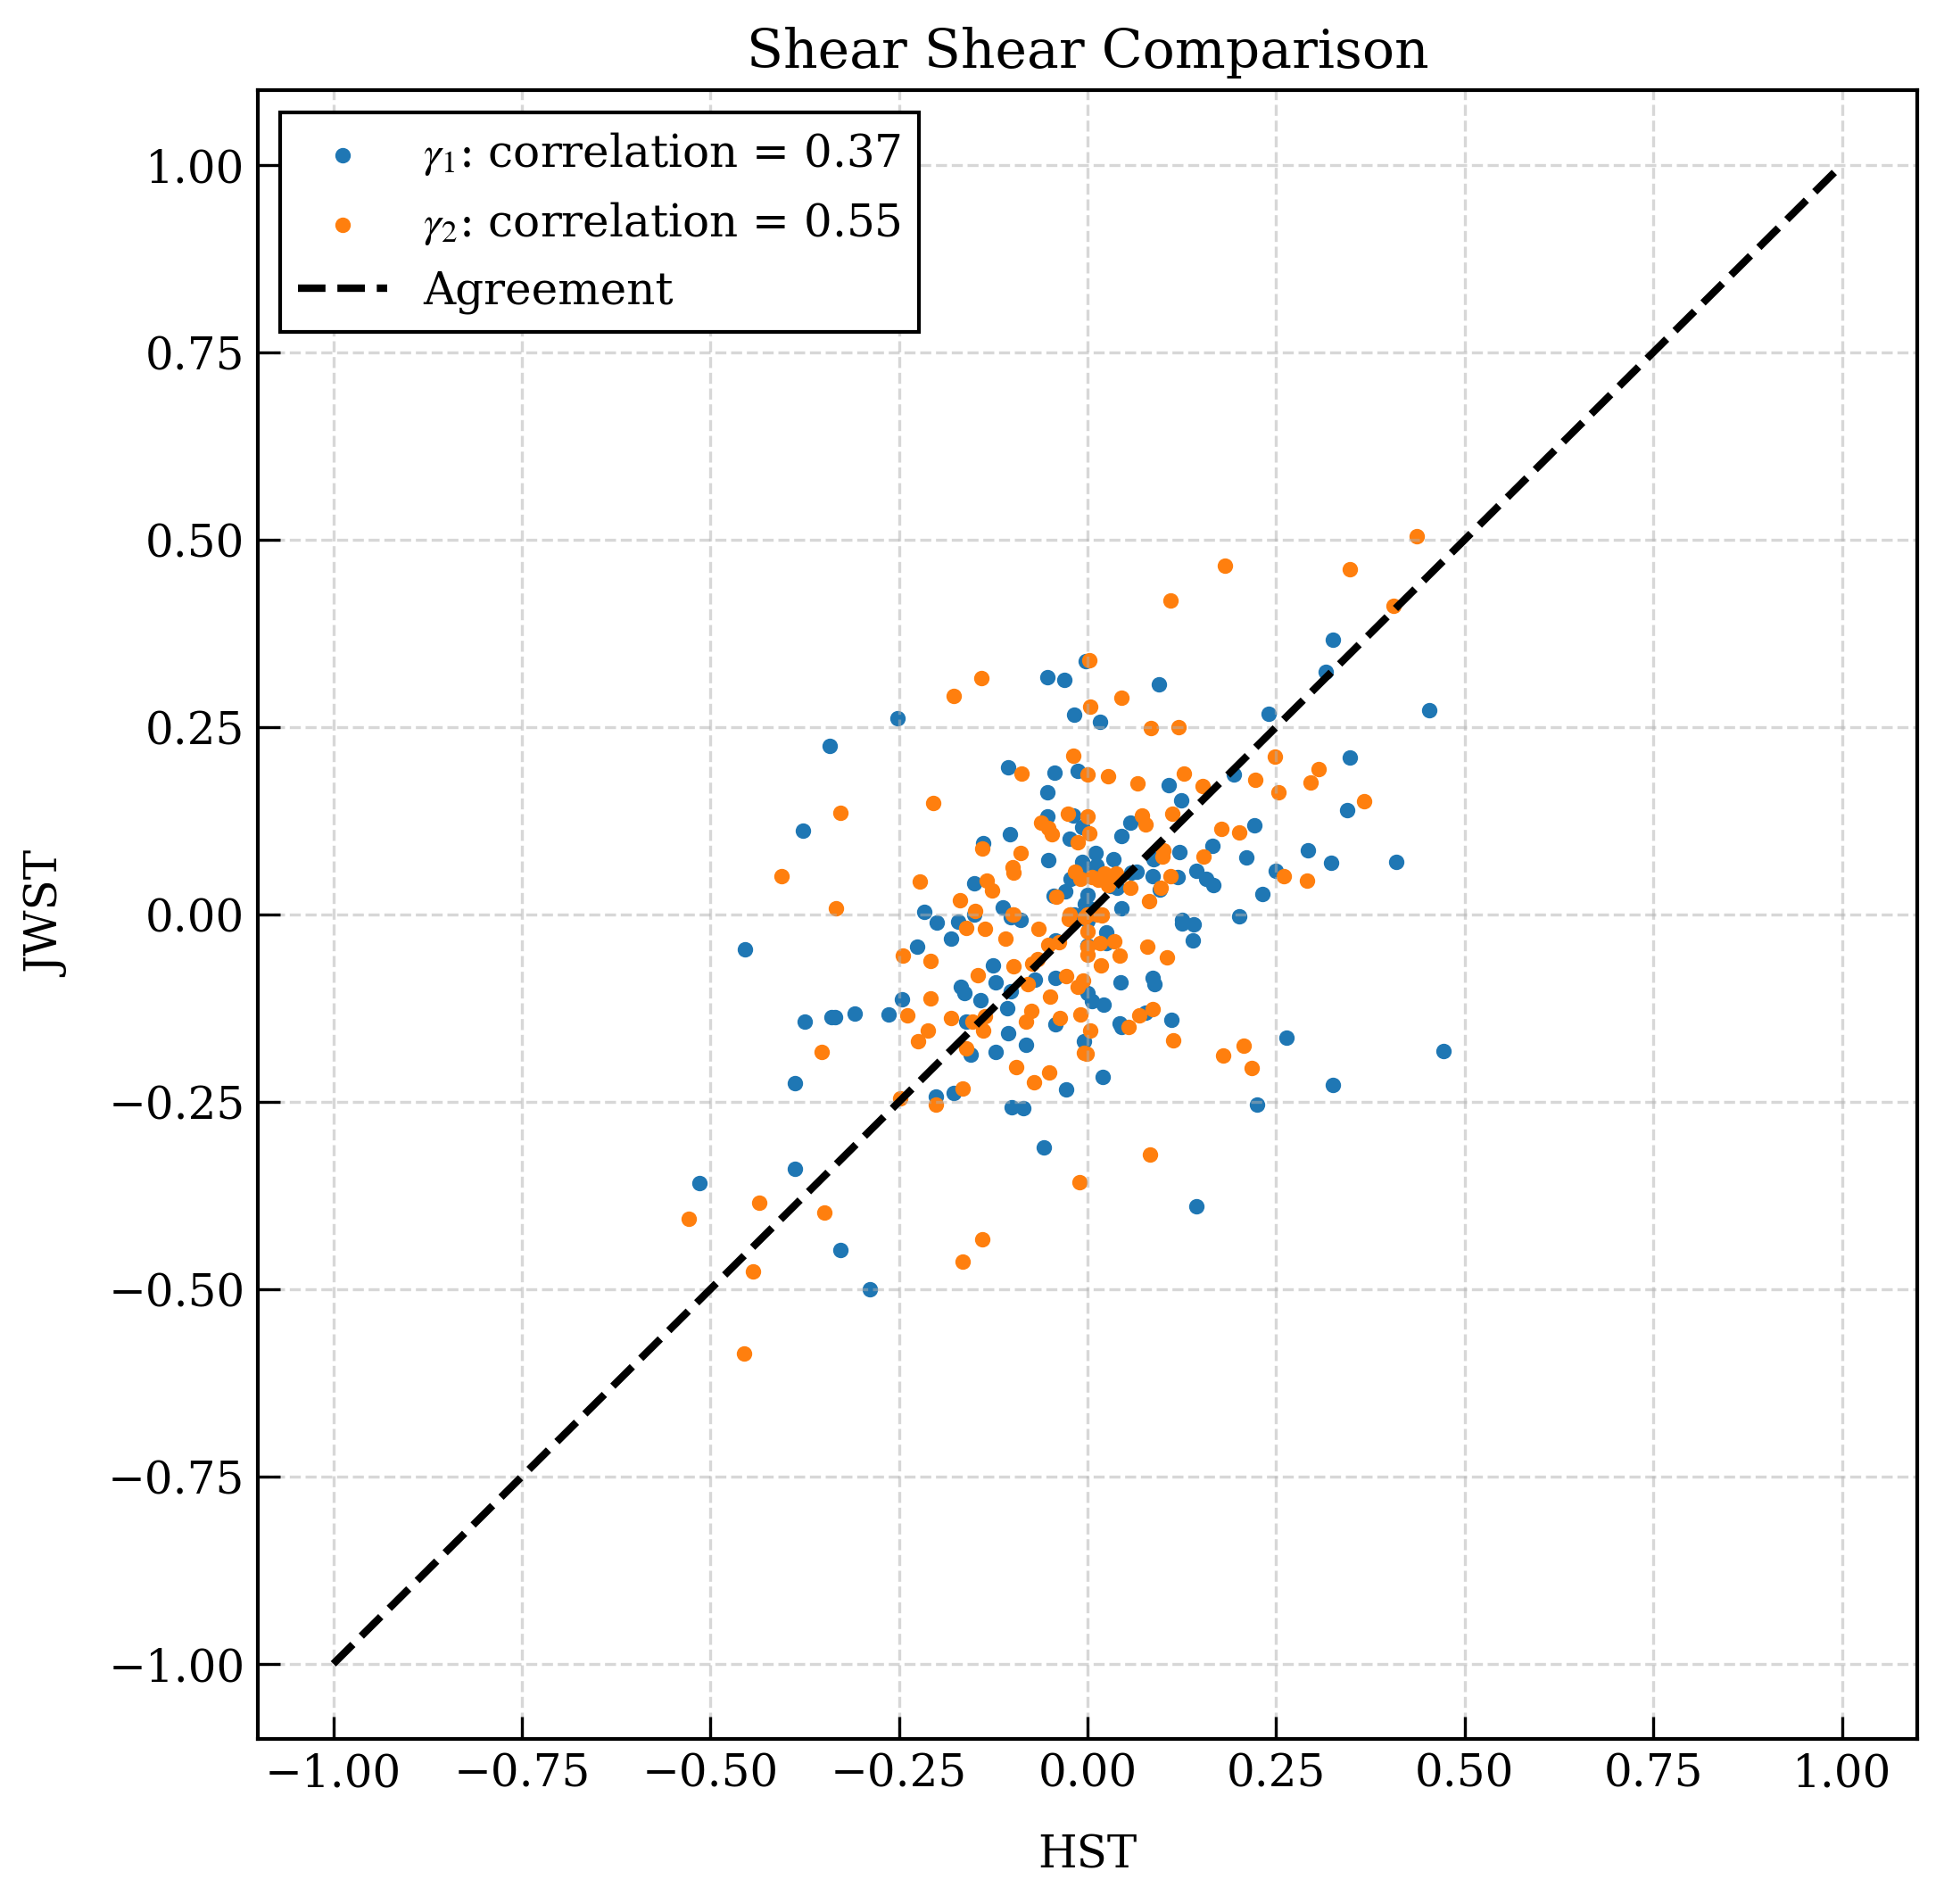 Shear Shear Comparison
γ₁: correlation = 0.37
γ₂: correlation = 0.55
Agreement
1.00
0.75
0.50
0.25
0.00
−0.25
−0.50
−0.75
−1.00
JWST
−1.00 −0.75 −0.50 −0.25 0.00 0.25 0.50 0.75 1.00
HST